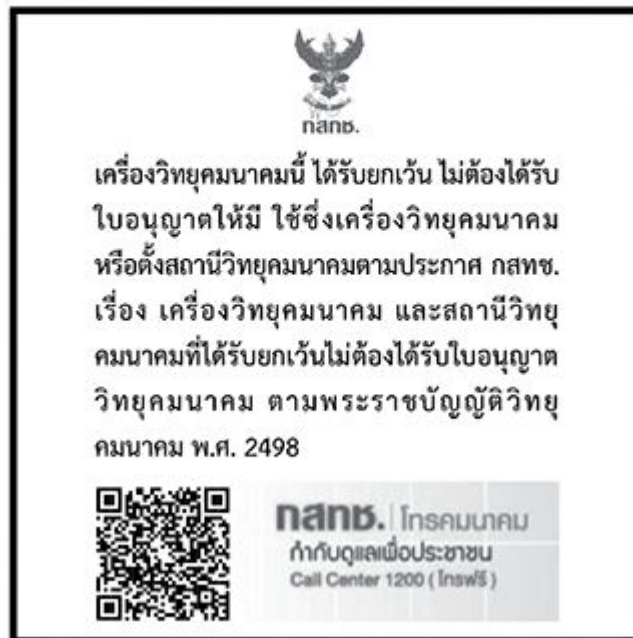 กสทช.
เครื่องวิทยุคมนาคมนี้ ได้รับยกเว้น ไม่ต้องได้รับ
ใบอนุญาตให้มี ใช้ซึ่งเครื่องวิทยุคมนาคม
หรือตั้งสถานีวิทยุคมนาคมตามประกาศ กสทช.
เรื่อง เครื่องวิทยุคมนาคม และสถานีวิทยุ
คมนาคมที่ได้รับยกเว้นไม่ต้องได้รับใบอนุญาต
วิทยุคมนาคม ตามพระราชบัญญัติวิทยุ
คมนาคม พ.ศ. 2498
กสทช. | โทรคมนาคม
กำกับดูแลเพื่อประชาชน
Call Center 1200 (โทรฟรี)